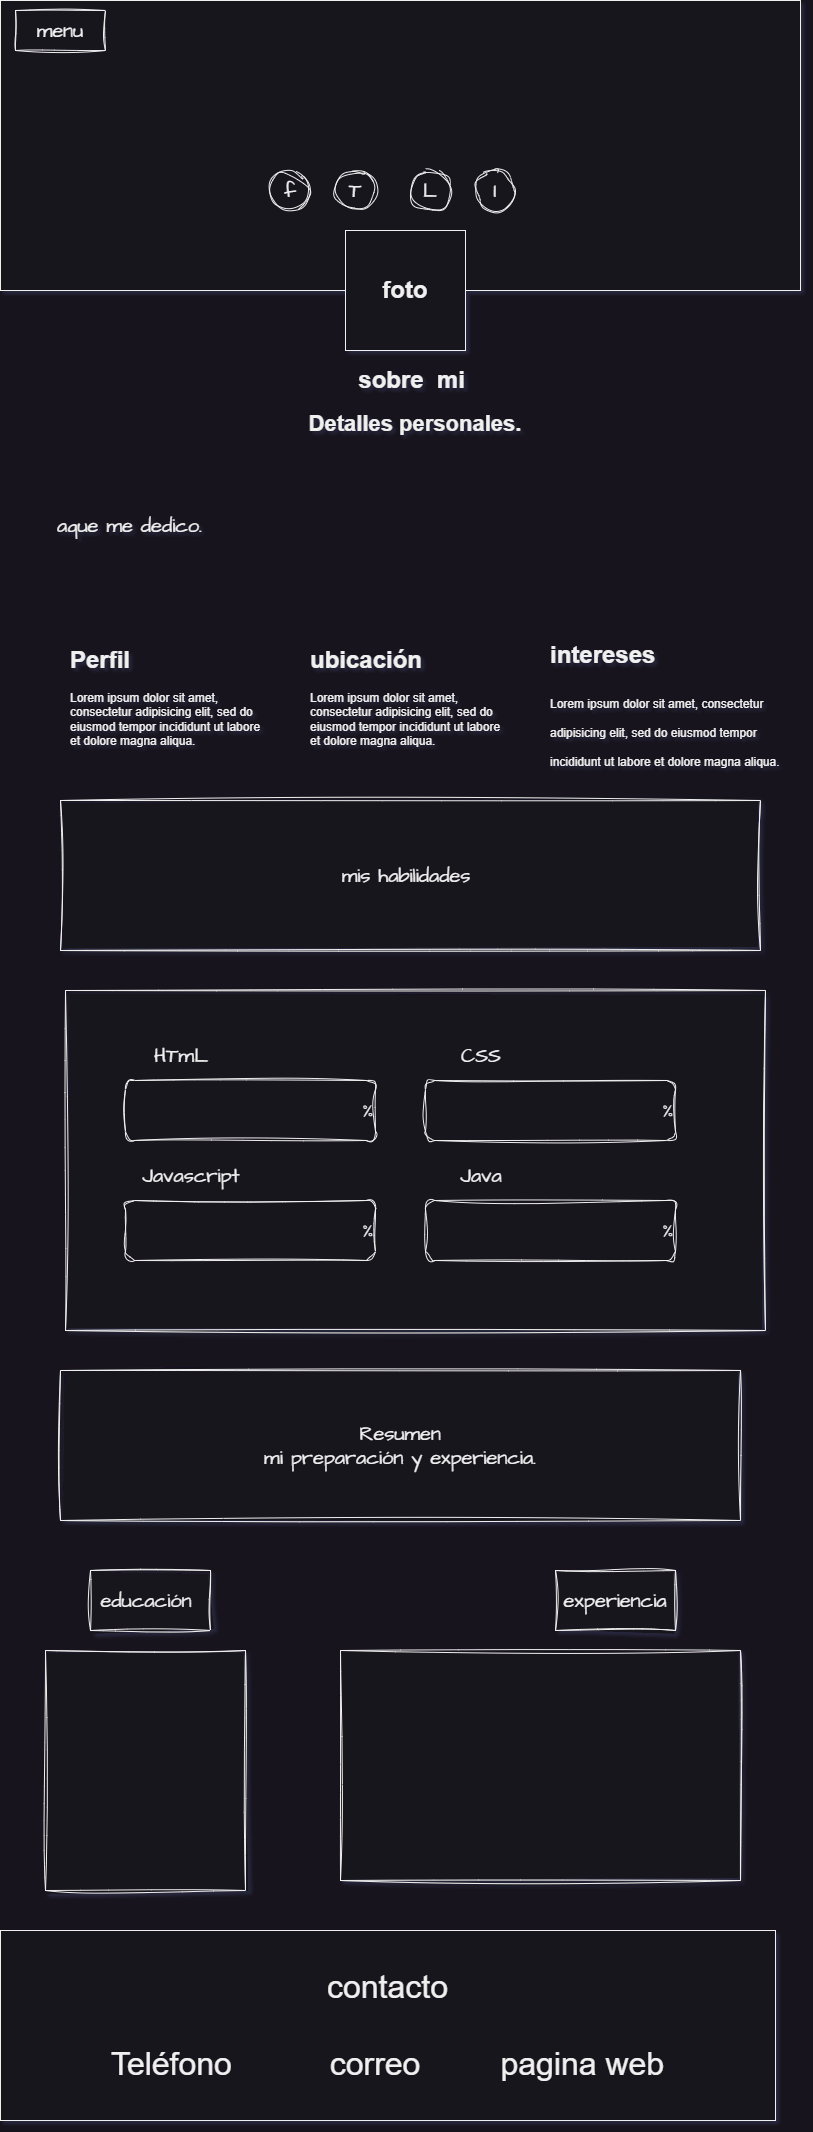 menu
f T L I
foto
sobre mi
Detalles personales.
aque me dedico.
Perfil
Lorem ipsum dolor sit amet,
consectetur adipisicing elit, sed do
eiusmod tempor incididunt ut labore
et dolore magna aliqua.
ubicación
Lorem ipsum dolor sit amet,
consectetur adipisicing elit, sed do
eiusmod tempor incididunt ut labore
et dolore magna aliqua.
intereses
Lorem ipsum dolor sit amet, consectetur
adipisicing elit, sed do eiusmod tempor
incididunt ut labore et dolore magna aliqua.
mis habilidades
HTmL
%
CSS
%
Javascript
%
Java
%
Resumen
mi preparación y experiencia.
educación
experiencia
contacto
Teléfono correo pagina web